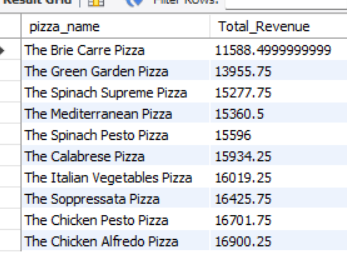 Result Grid Filter Rows:
pizza_name Total_Revenue
The Brie Carre Pizza 11588.4999999999
The Green Garden Pizza 13955.75
The Spinach Supreme Pizza 15277.75
The Mediterranean Pizza 15360.5
The Spinach Pesto Pizza 15596
The Calabrese Pizza 15934.25
The Italian Vegetables Pizza 16019.25
The Soppressata Pizza 16425.75
The Chicken Pesto Pizza 16701.75
The Chicken Alfredo Pizza 16900.25